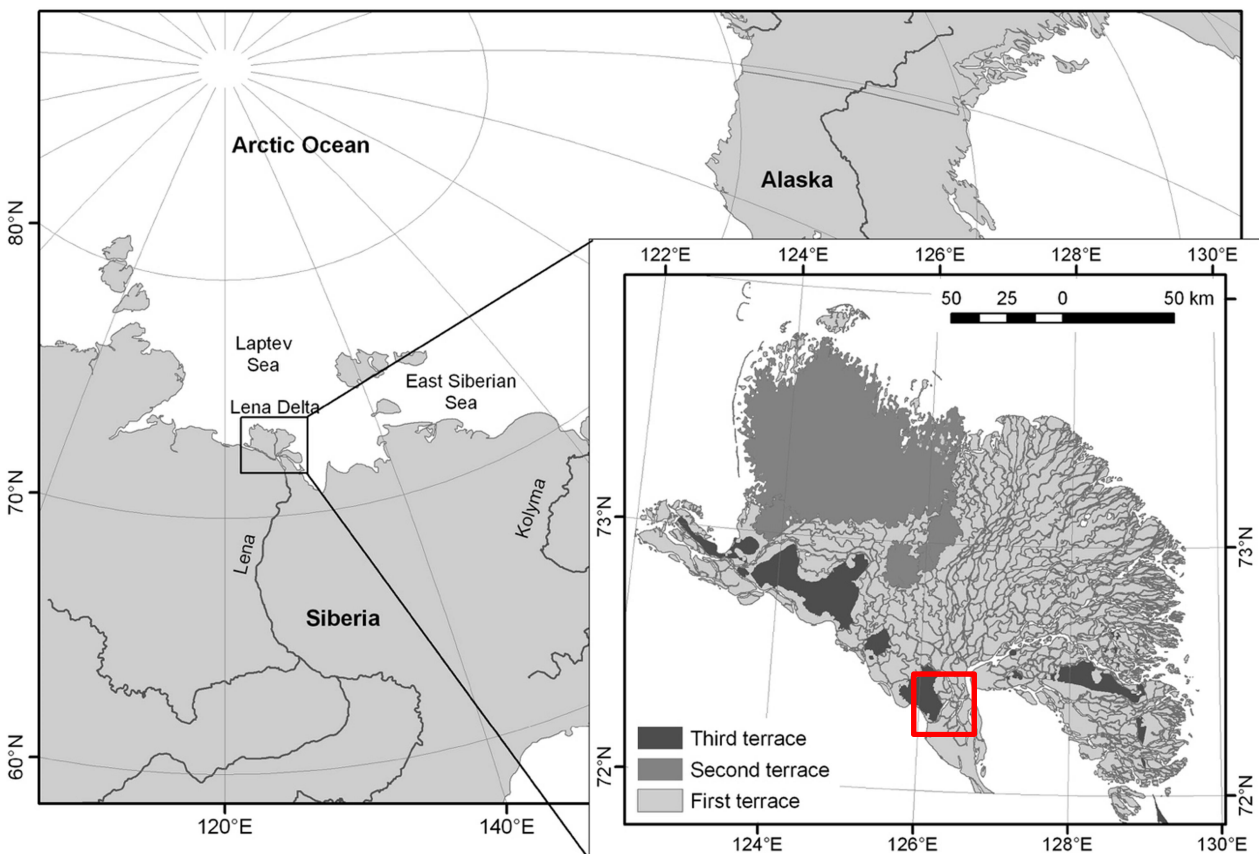 Arctic Ocean
Alaska
80°N
122°E
124°E
126°E
128°E
130°E
50 25 0 50 km
Laptev
Sea
East Siberian
Sea
Lena Delta
70°N
Kolyma
73°N
73°N
Lena
Siberia
Third terrace
Second terrace
First terrace
72°N
72°N
60°N
120°E
140°E
124°E
126°E
128°E
130°E